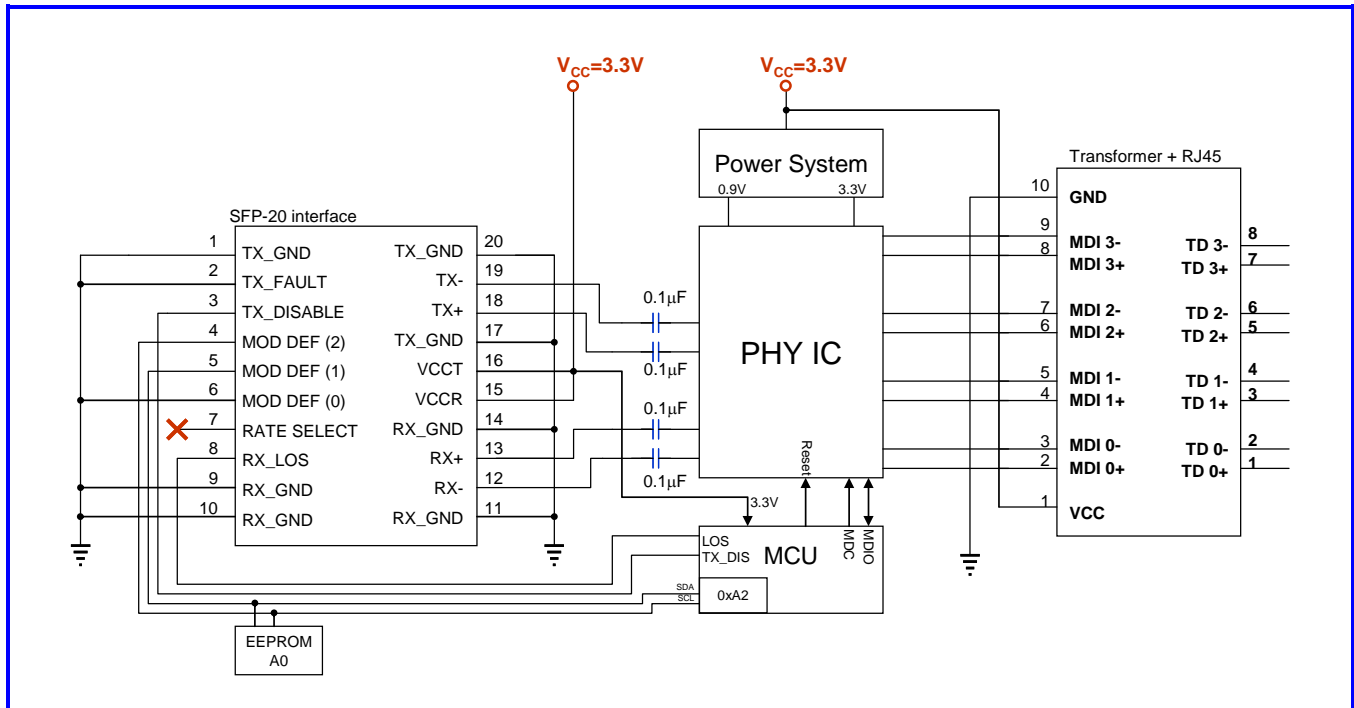 V_CC=3.3V
V_CC=3.3V
Power System
0.9V 3.3V
Transformer + RJ45
SFP-20 interface
1 TX_GND
2 TX_FAULT
3 TX_DISABLE
4 MOD DEF (2)
5 MOD DEF (1)
6 MOD DEF (0)
7 RATE SELECT
8 RX_LOS
9 RX_GND
10 RX_GND
TX_GND 20
TX- 19
TX+ 18
TX_GND 17
VCCT 16
VCCR 15
RX_GND 14
RX+ 13
RX- 12
RX_GND 11
0.1µF
0.1µF
0.1µF
0.1µF
PHY IC
Reset
MDC
MDIO
3.3V
LOS
TX_DIS
MCU
SDA
SCL
0xA2
EEPROM
A0
10 GND
9 MDI 3-
8 MDI 3+
7 MDI 2-
6 MDI 2+
5 MDI 1-
4 MDI 1+
3 MDI 0-
2 MDI 0+
1 VCC
TD 3- 8
TD 3+ 7
TD 2- 6
TD 2+ 5
TD 1- 4
TD 1+ 3
TD 0- 2
TD 0+ 1